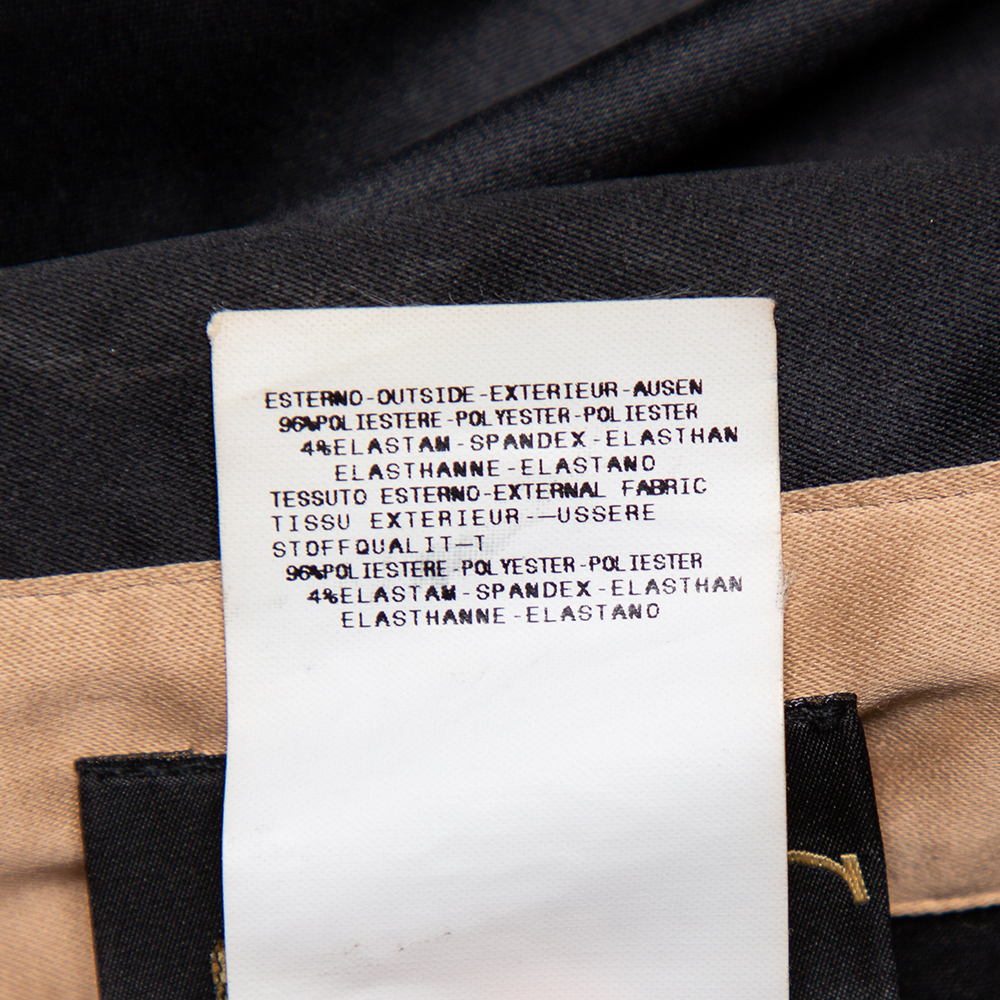 ESTERNO-OUTSIDE-EXTERIEUR-AUSEN
96%POLIESTERE-POLYESTER-POLIESTER
4%ELASTAM-SPANDEX-ELASTHAN
ELASTHANNE-ELASTANO
TESSUTO ESTERNO-EXTERNAL FABRIC
TISSU EXTERIEUR-—USSERE
STOFFQUALIT—T
96%POLIESTERE-POLYESTER-POLIESTER
4%ELASTAM-SPANDEX-ELASTHAN
ELASTHANNE-ELASTANO